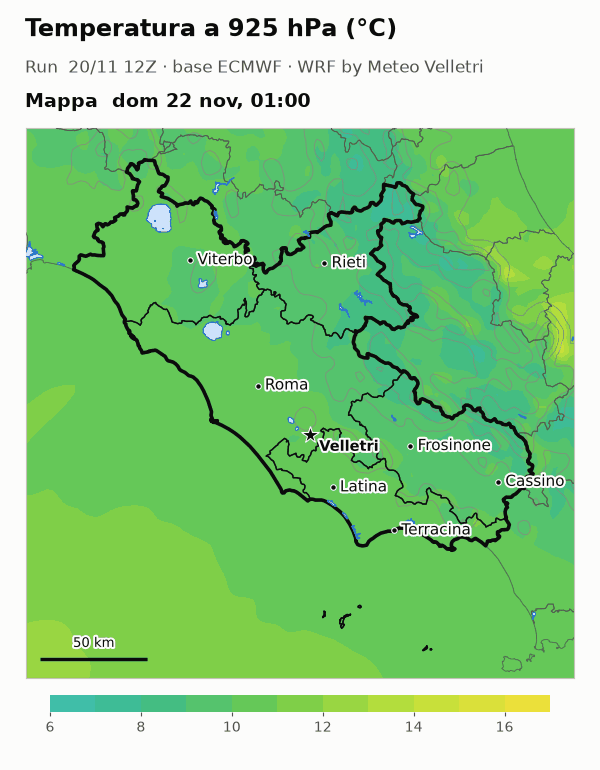 Temperatura a 925 hPa (°C)
Run  20/11 12Z · base ECMWF · WRF by Meteo Velletri
Mappa  dom 22 nov, 01:00
Viterbo
Rieti
Roma
Velletri
Frosinone
Latina
Cassino
Terracina
50 km
6 8 10 12 14 16